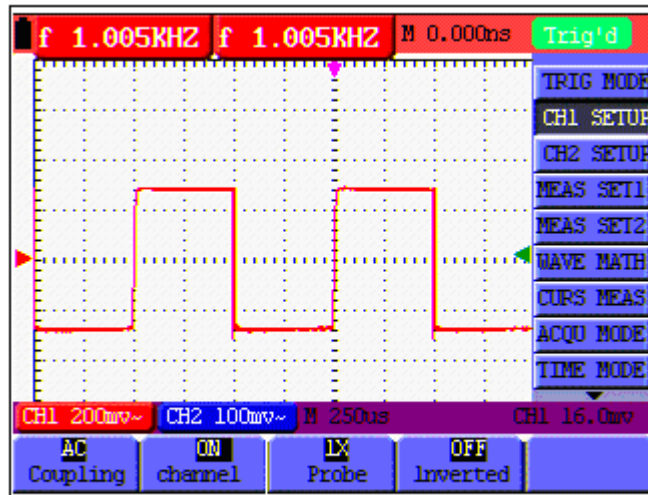 f 1.005KHZ f 1.005KHZ M 0.000ns Trig'd
TRIG MODE
CH1 SETUP
CH2 SETUP
MEAS SET1
MEAS SET2
WAVE MATH
CURS MEAS
ACQU MODE
TIME MODE
CH1 200mv~ CH2 100mv~ M 250us CH1 16.0mv
AC ON 1X OFF
Coupling channel Probe Inverted